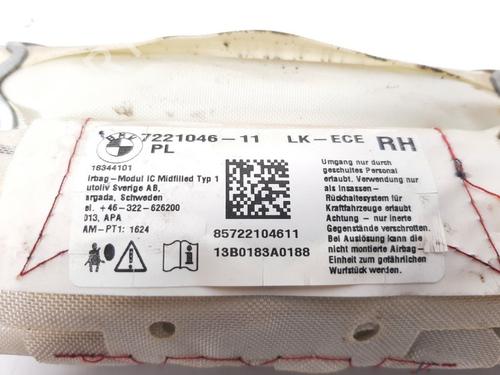 BMW
7221046-11 LK-ECE RH
PL
16344101
irbag-Modul IC Midfilled Typ 1
utoliv Sverige AB,
årgada, Schweden
el. +46-322-626200
013, APA
AM-PT1: 1624
85722104611
13B0183A0188
Umgang nur durch
geschultes Personal
erlaubt. Verwendung nur
als Insassen-
Rückhaltesystem für
Kraftfahrzeuge erlaubt
Achtung - nur inerte
Gegenstände verstaufen
Bei Auslösung kann die
nicht montierte Airbag-
Einheit zum gefährlichen
Wurfstück werden.